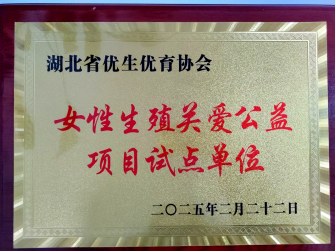 湖北省优生优育协会
女性生殖关爱公益
项目试点单位
二〇二五年二月二十二日